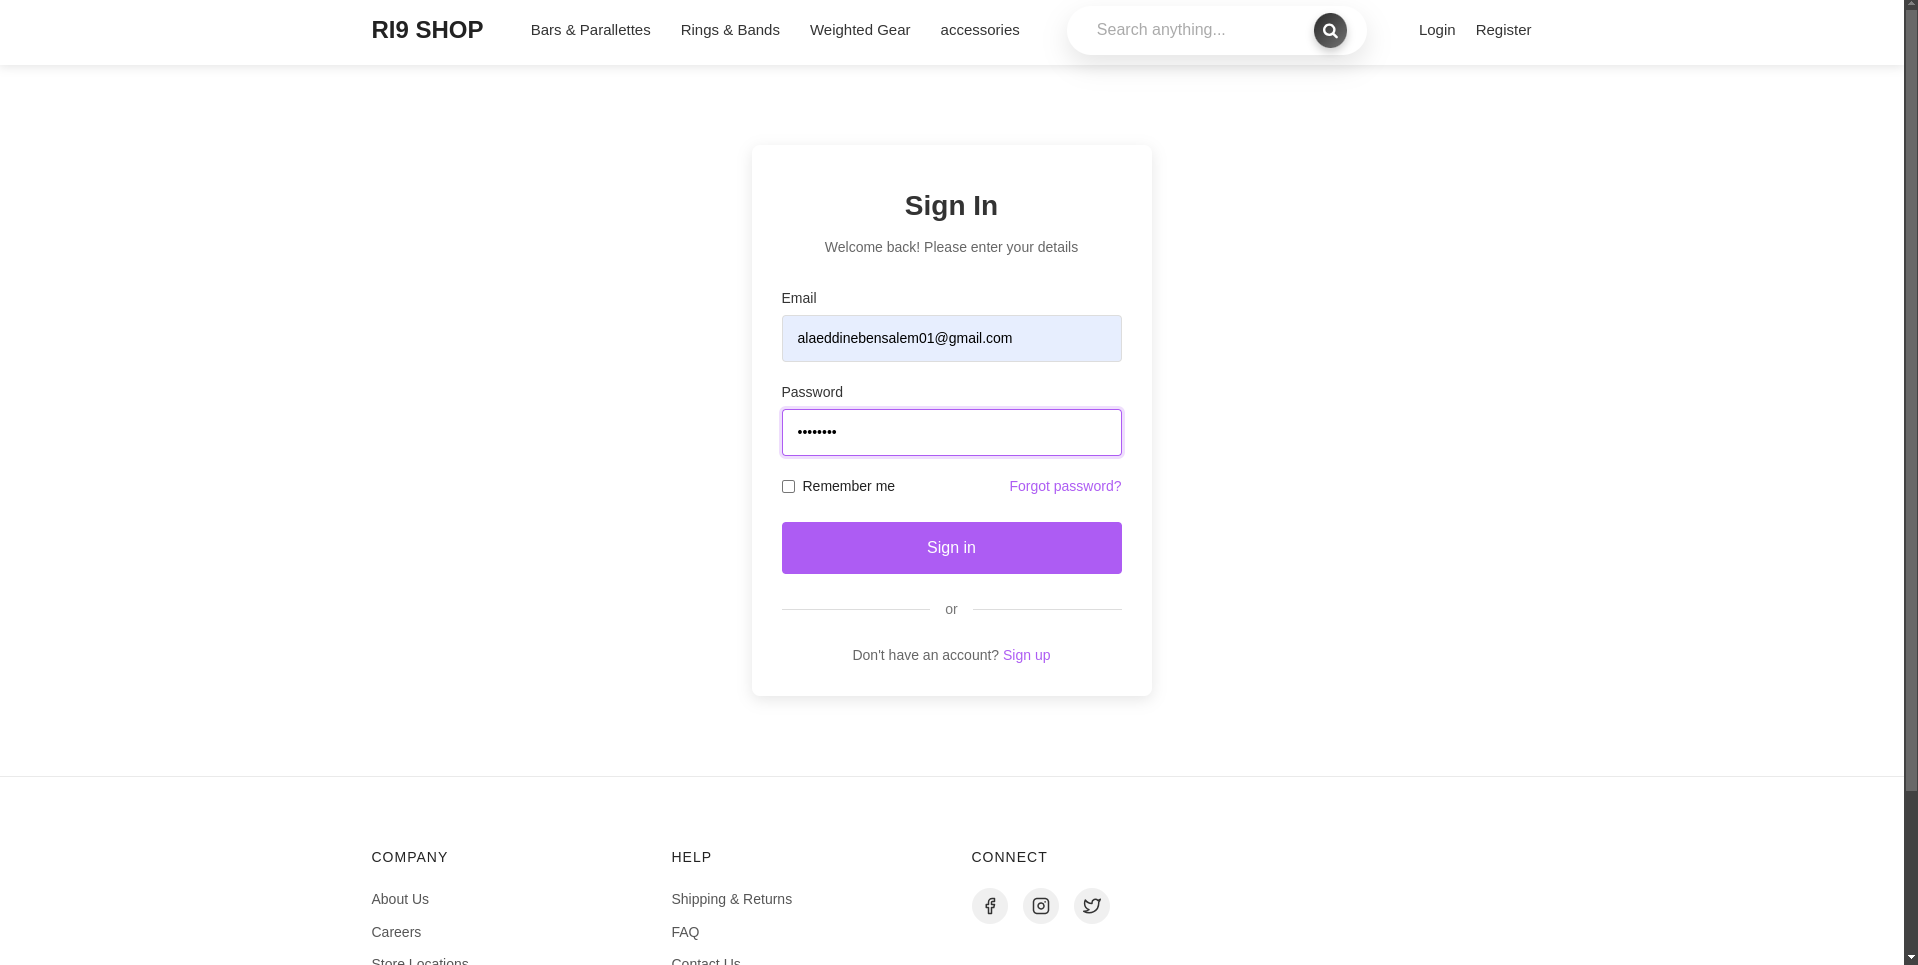 RI9 SHOP
Bars & Parallettes
Rings & Bands
Weighted Gear
accessories
Search anything...
Login
Register
Sign In
Welcome back! Please enter your details
Email
alaeddinebensalem01@gmail.com
Password
••••••••
Remember me
Forgot password?
Sign in
or
Don't have an account? Sign up
COMPANY
About Us
Careers
Store Locations
HELP
Shipping & Returns
FAQ
Contact Us
CONNECT